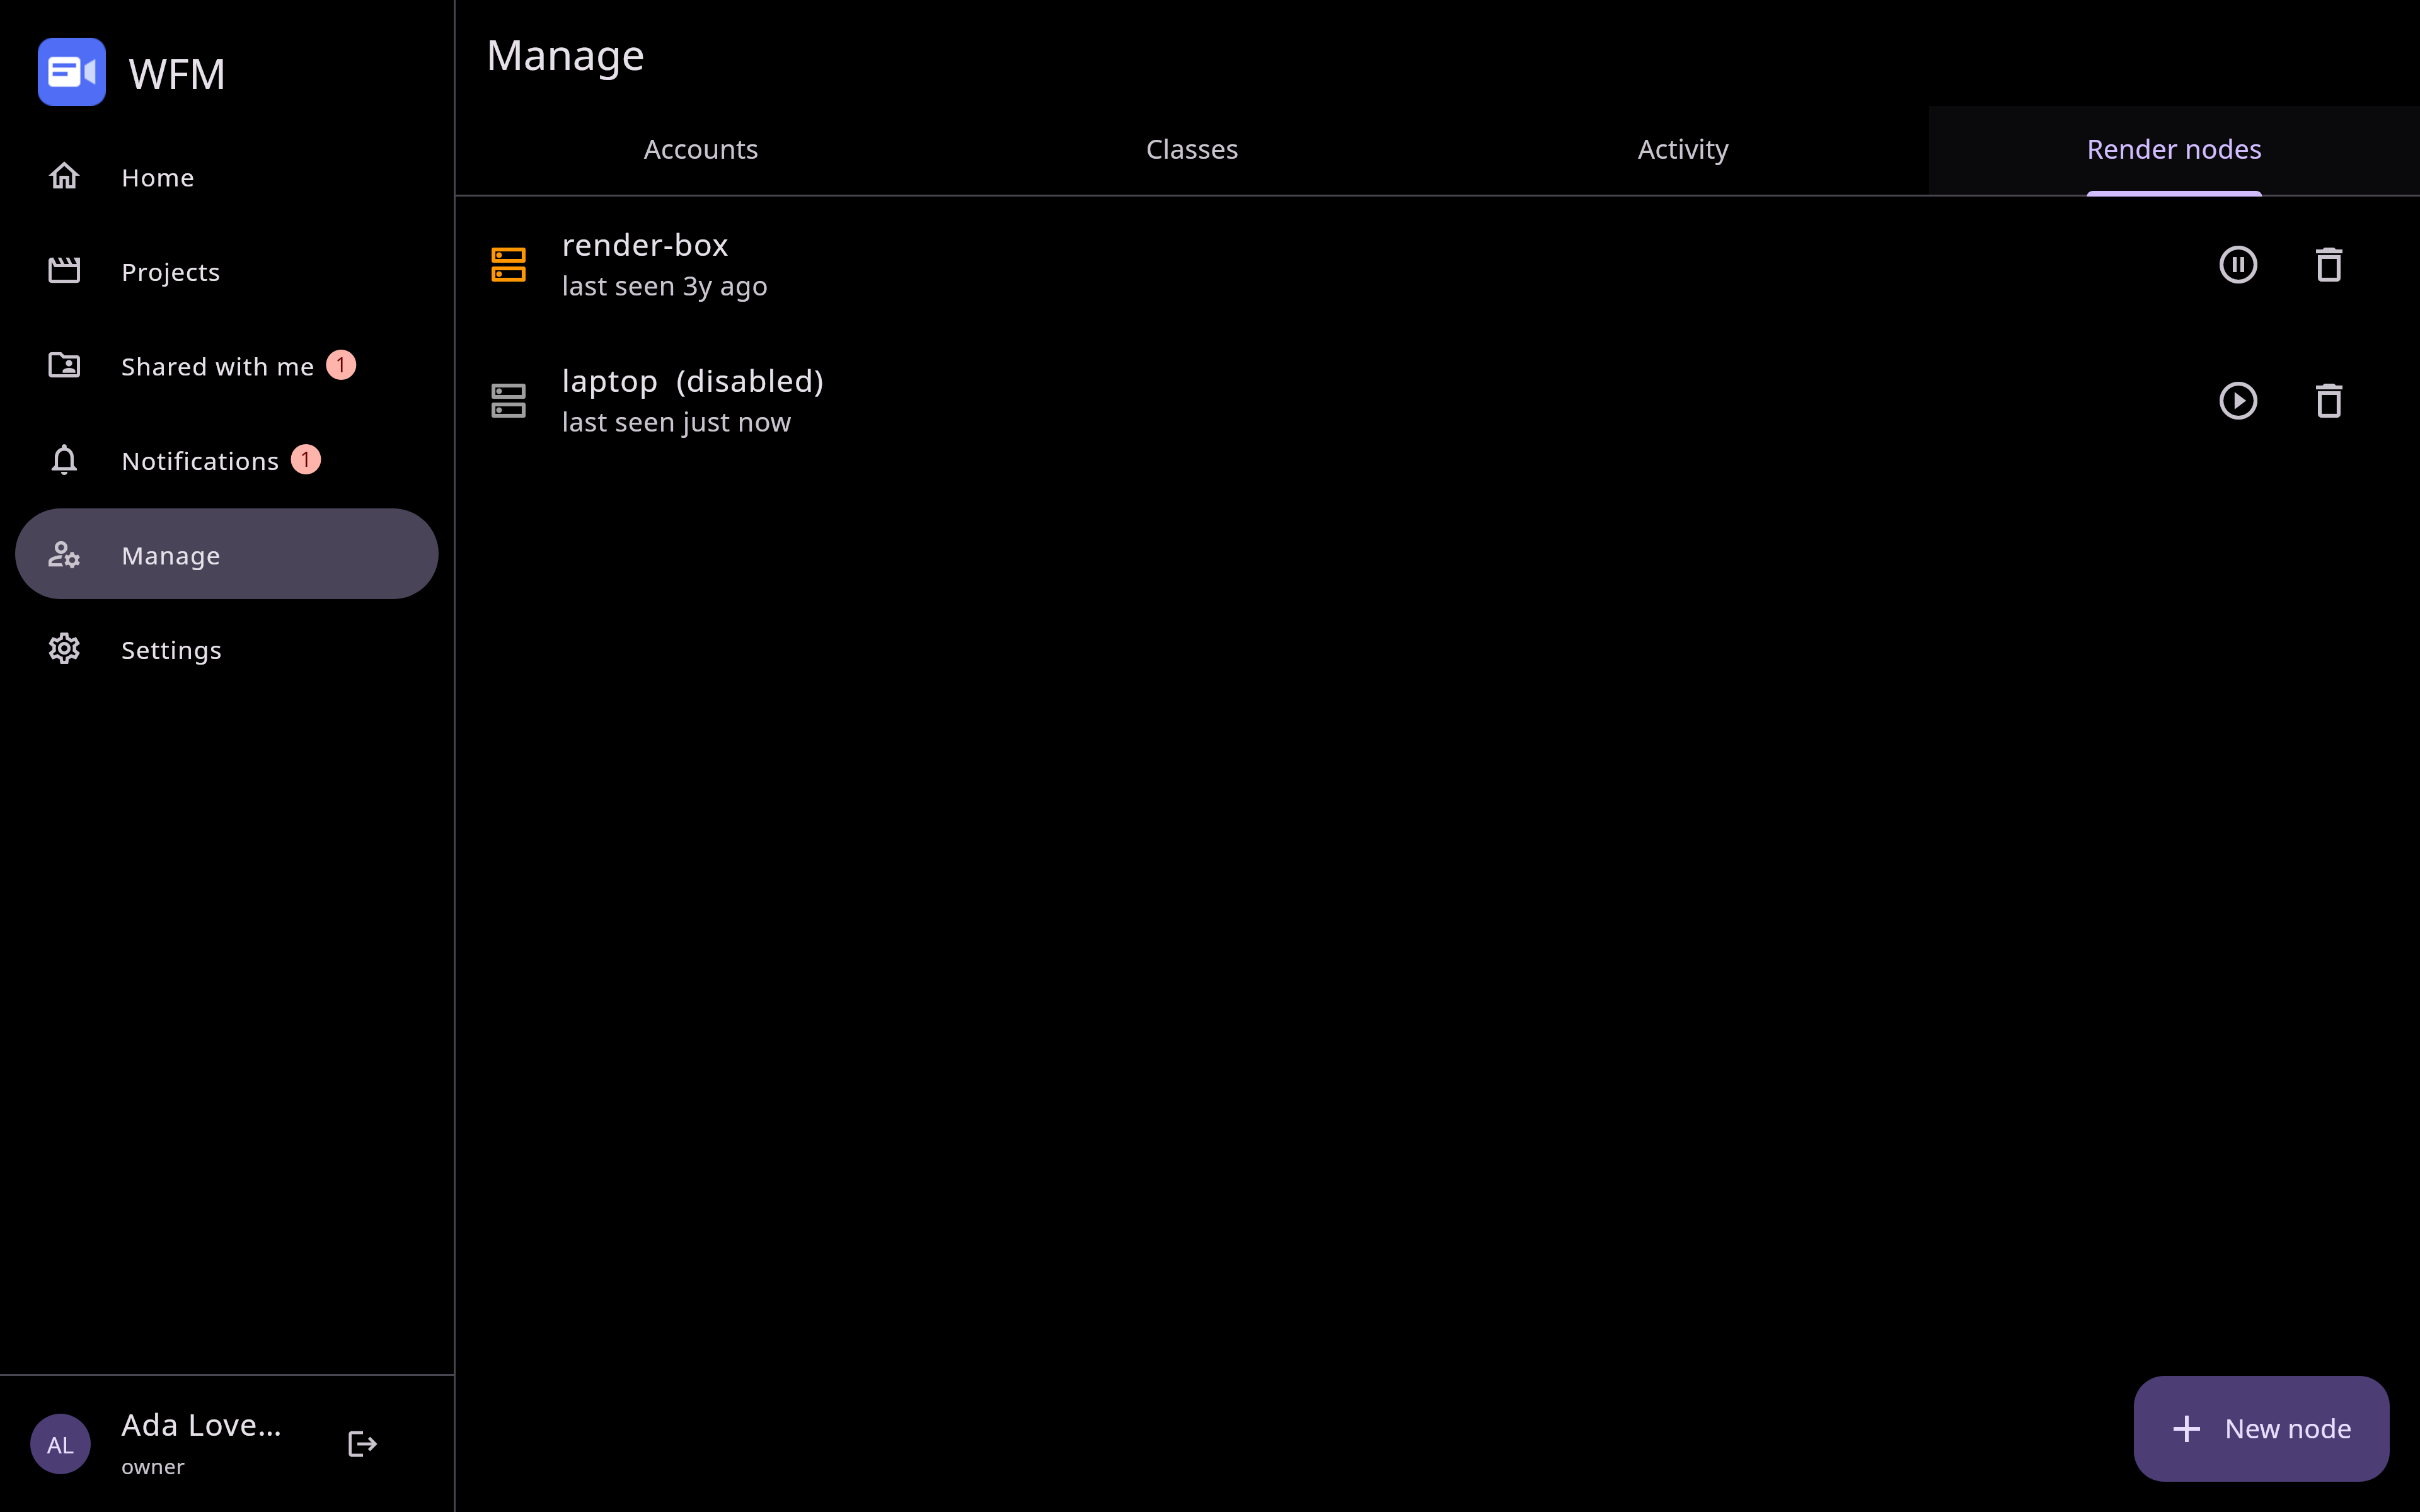 WFM
Home
Projects
Shared with me 1
Notifications 1
Manage
Settings
AL
Ada Love...
owner
Manage
Accounts
Classes
Activity
Render nodes
render-box
last seen 3y ago
laptop (disabled)
last seen just now
New node